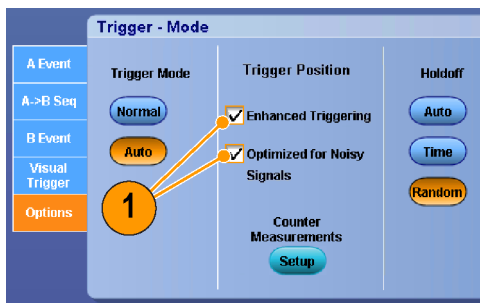 Trigger - Mode
A Event
A->B Seq
B Event
Visual
Trigger
Options
Trigger Mode
Normal
Auto
1
Trigger Position
Enhanced Triggering
Optimized for Noisy
Signals
Counter
Measurements
Setup
Holdoff
Auto
Time
Random